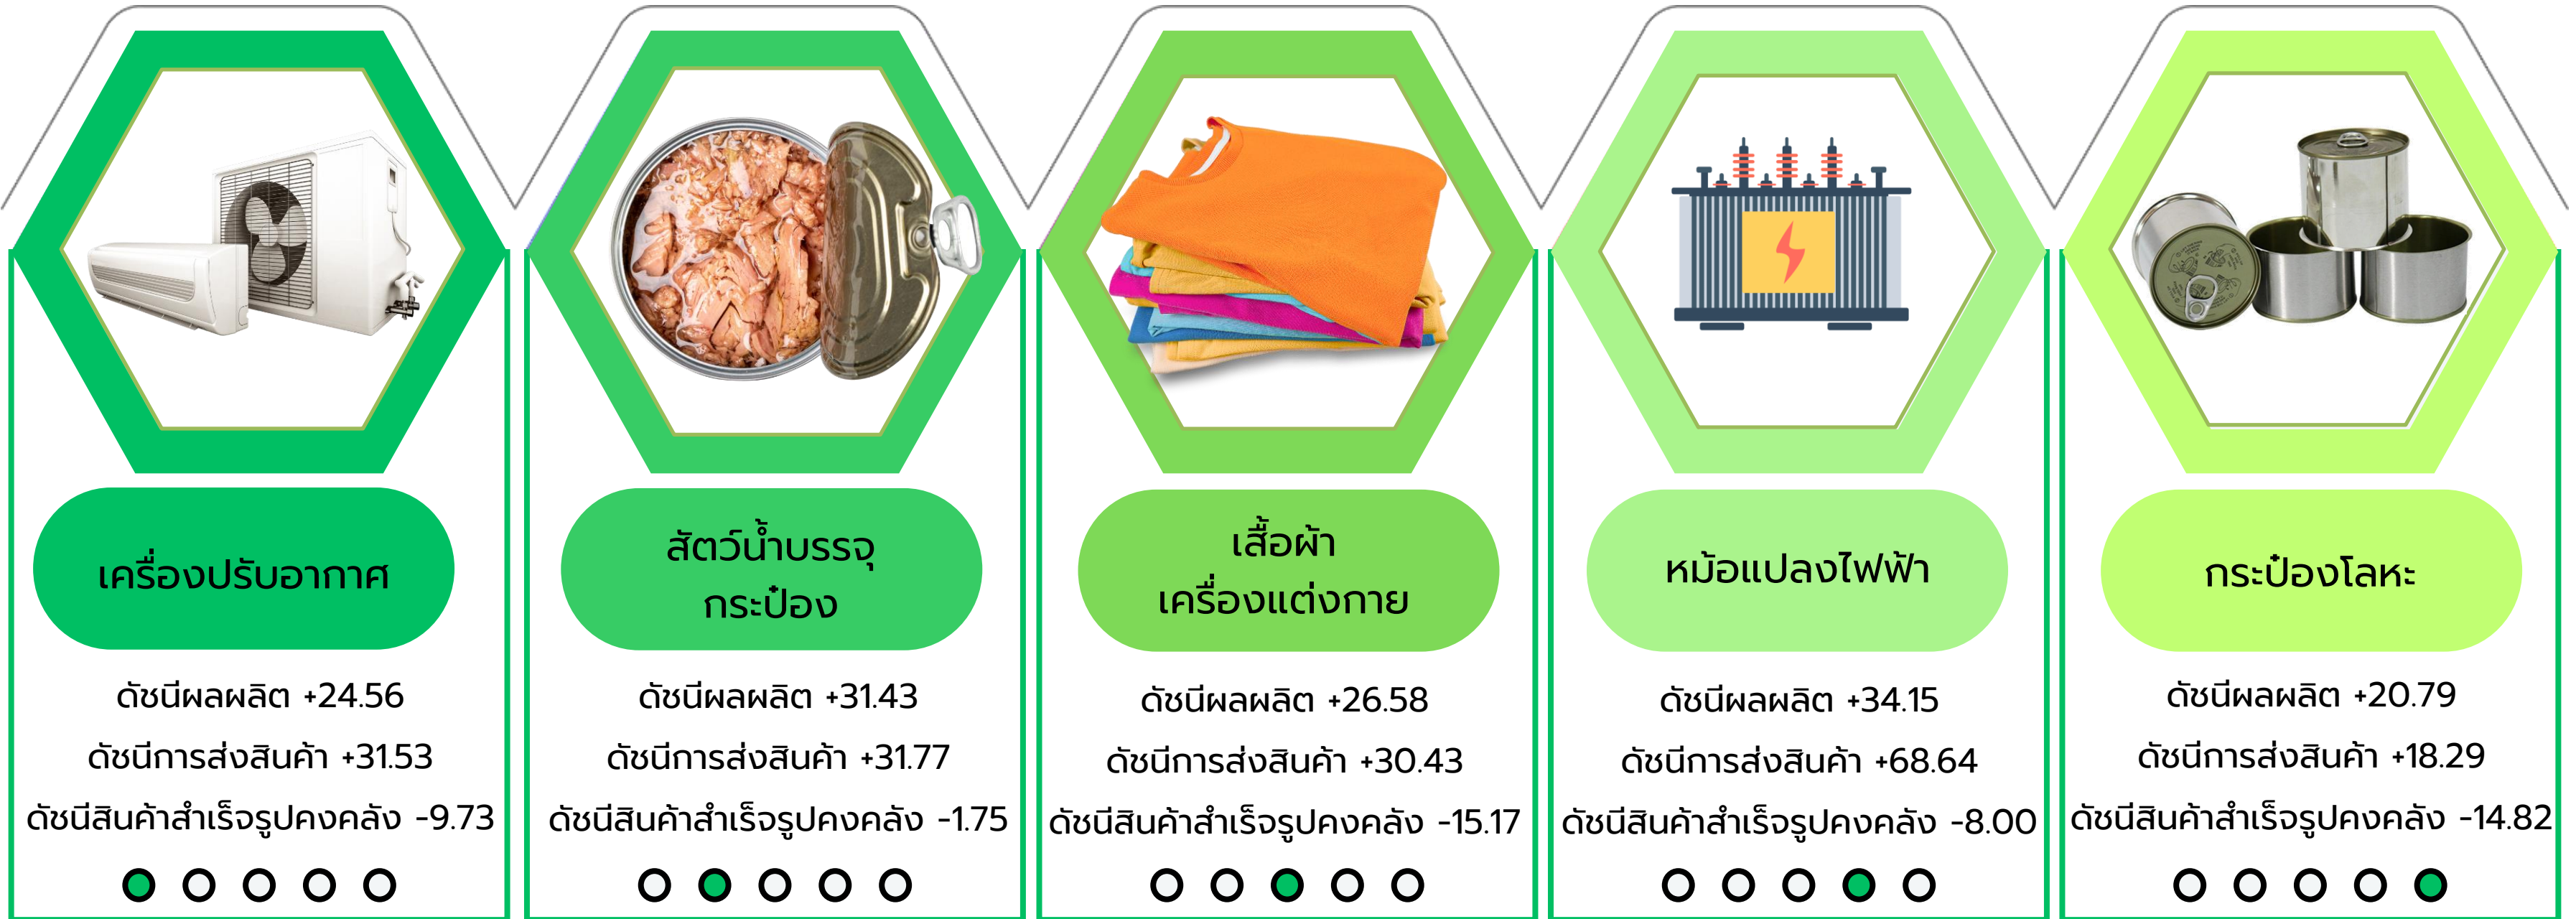 เครื่องปรับอากาศ
ดัชนีผลผลิต +24.56
ดัชนีการส่งสินค้า +31.53
ดัชนีสินค้าสำเร็จรูปคงคลัง -9.73
สัตว์น้ำบรรจุ
กระป๋อง
ดัชนีผลผลิต +31.43
ดัชนีการส่งสินค้า +31.77
ดัชนีสินค้าสำเร็จรูปคงคลัง -1.75
เสื้อผ้า
เครื่องแต่งกาย
ดัชนีผลผลิต +26.58
ดัชนีการส่งสินค้า +30.43
ดัชนีสินค้าสำเร็จรูปคงคลัง -15.17
หม้อแปลงไฟฟ้า
ดัชนีผลผลิต +34.15
ดัชนีการส่งสินค้า +68.64
ดัชนีสินค้าสำเร็จรูปคงคลัง -8.00
กระป๋องโลหะ
ดัชนีผลผลิต +20.79
ดัชนีการส่งสินค้า +18.29
ดัชนีสินค้าสำเร็จรูปคงคลัง -14.82